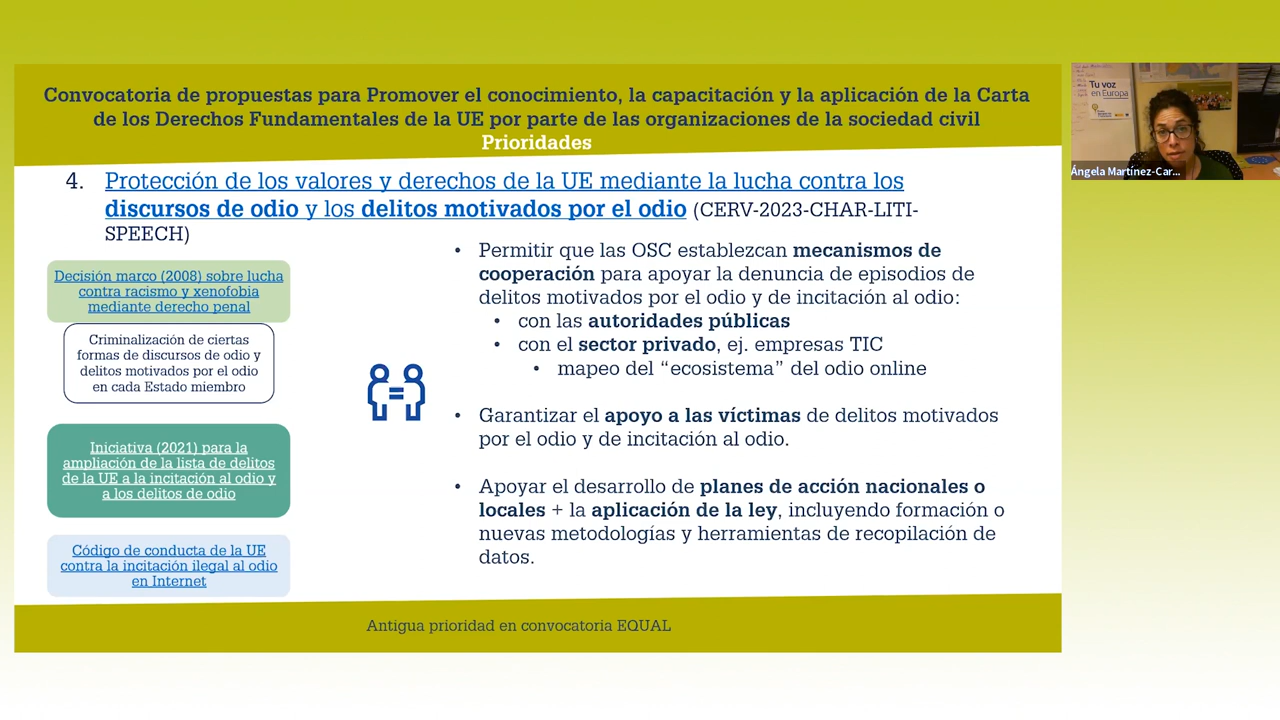 Convocatoria de propuestas para Prmover el conocimiento, la capacitación y la aplicación de la Carta
de los Derechos Fundamentales de la UE por parte de las organizaciones de la sociedad civil
Prioridades
4. Protección de los valores y derechos de la UE mediante la lucha contra los
discursos de odio y los delitos motivados por el odio (CERV-2023-CHAR-LITI-
SPEECH)
Decisión marco (2008) sobre lucha
contra racismo y xenofobia
mediante derecho penal
Criminalización de ciertas
formas de discursos de odio y
delitos motivados por el odio
en cada Estado miembro
Iniciativa (2021) para la
ampliación de la lista de delitos
de la UE a la incitación al odio y
a los delitos de odio
Código de conducta de la UE
contra la incitación ilegal al odio
en Internet
• Permitir que las OSC establezcan mecanismos de
cooperación para apoyar la denuncia de episodios de
delitos motivados por el odio y de incitación al odio:
• con las autoridades públicas
• con el sector privado, ej. empresas TIC
• mapeo del “ecosistema” del odio online
• Garantizar el apoyo a las víctimas de delitos motivados
por el odio y de incitación al odio.
• Apoyar el desarrollo de planes de acción nacionales o
locales + la aplicación de la ley, incluyendo formación o
nuevas metodologías y herramientas de recopilación de
datos.
Antigua prioridad en convocatoria EQUAL
Tu voz
en Europa
Ángela Martínez-Car...